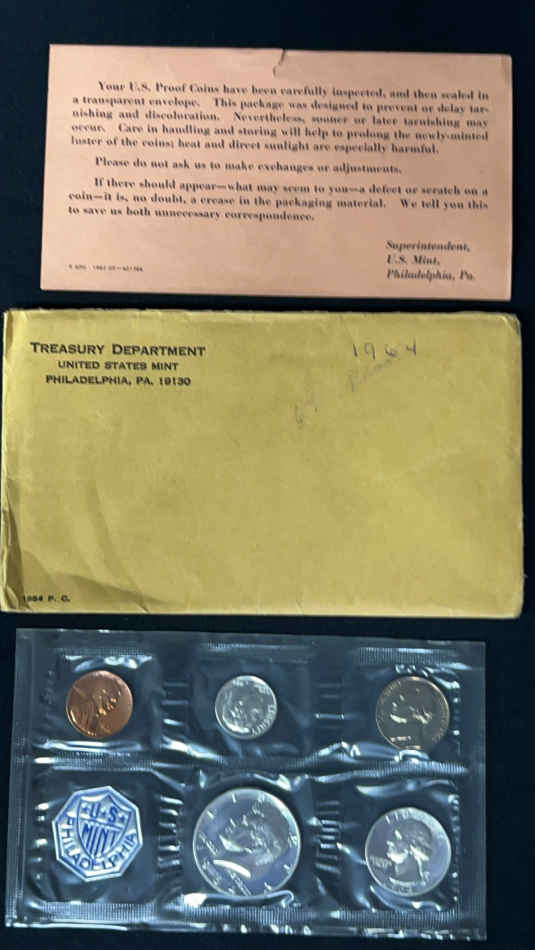 Your U.S. Proof Coins have been carefully inspected, and then sealed in
a transparent envelope. This package was designed to prevent or delay tar-
nishing and discoloration. Nevertheless, sooner or later tarnishing may
occur. Care in handling and storing will help to prolong the newly-minted
luster of the coins; heat and direct sunlight are especially harmful.
Please do not ask us to make exchanges or adjustments.
If there should appear—what may seem to you—a defect or scratch on a
coin—it is, no doubt, a crease in the packaging material. We tell you this
to save us both unnecessary correspondence.
Superintendent,
U.S. Mint,
Philadelphia, Pa.
TREASURY DEPARTMENT
UNITED STATES MINT
PHILADELPHIA, PA. 19130
1964
64
1964 P. C.
LIBERTY
U.S.
MINT
PHILADELPHIA